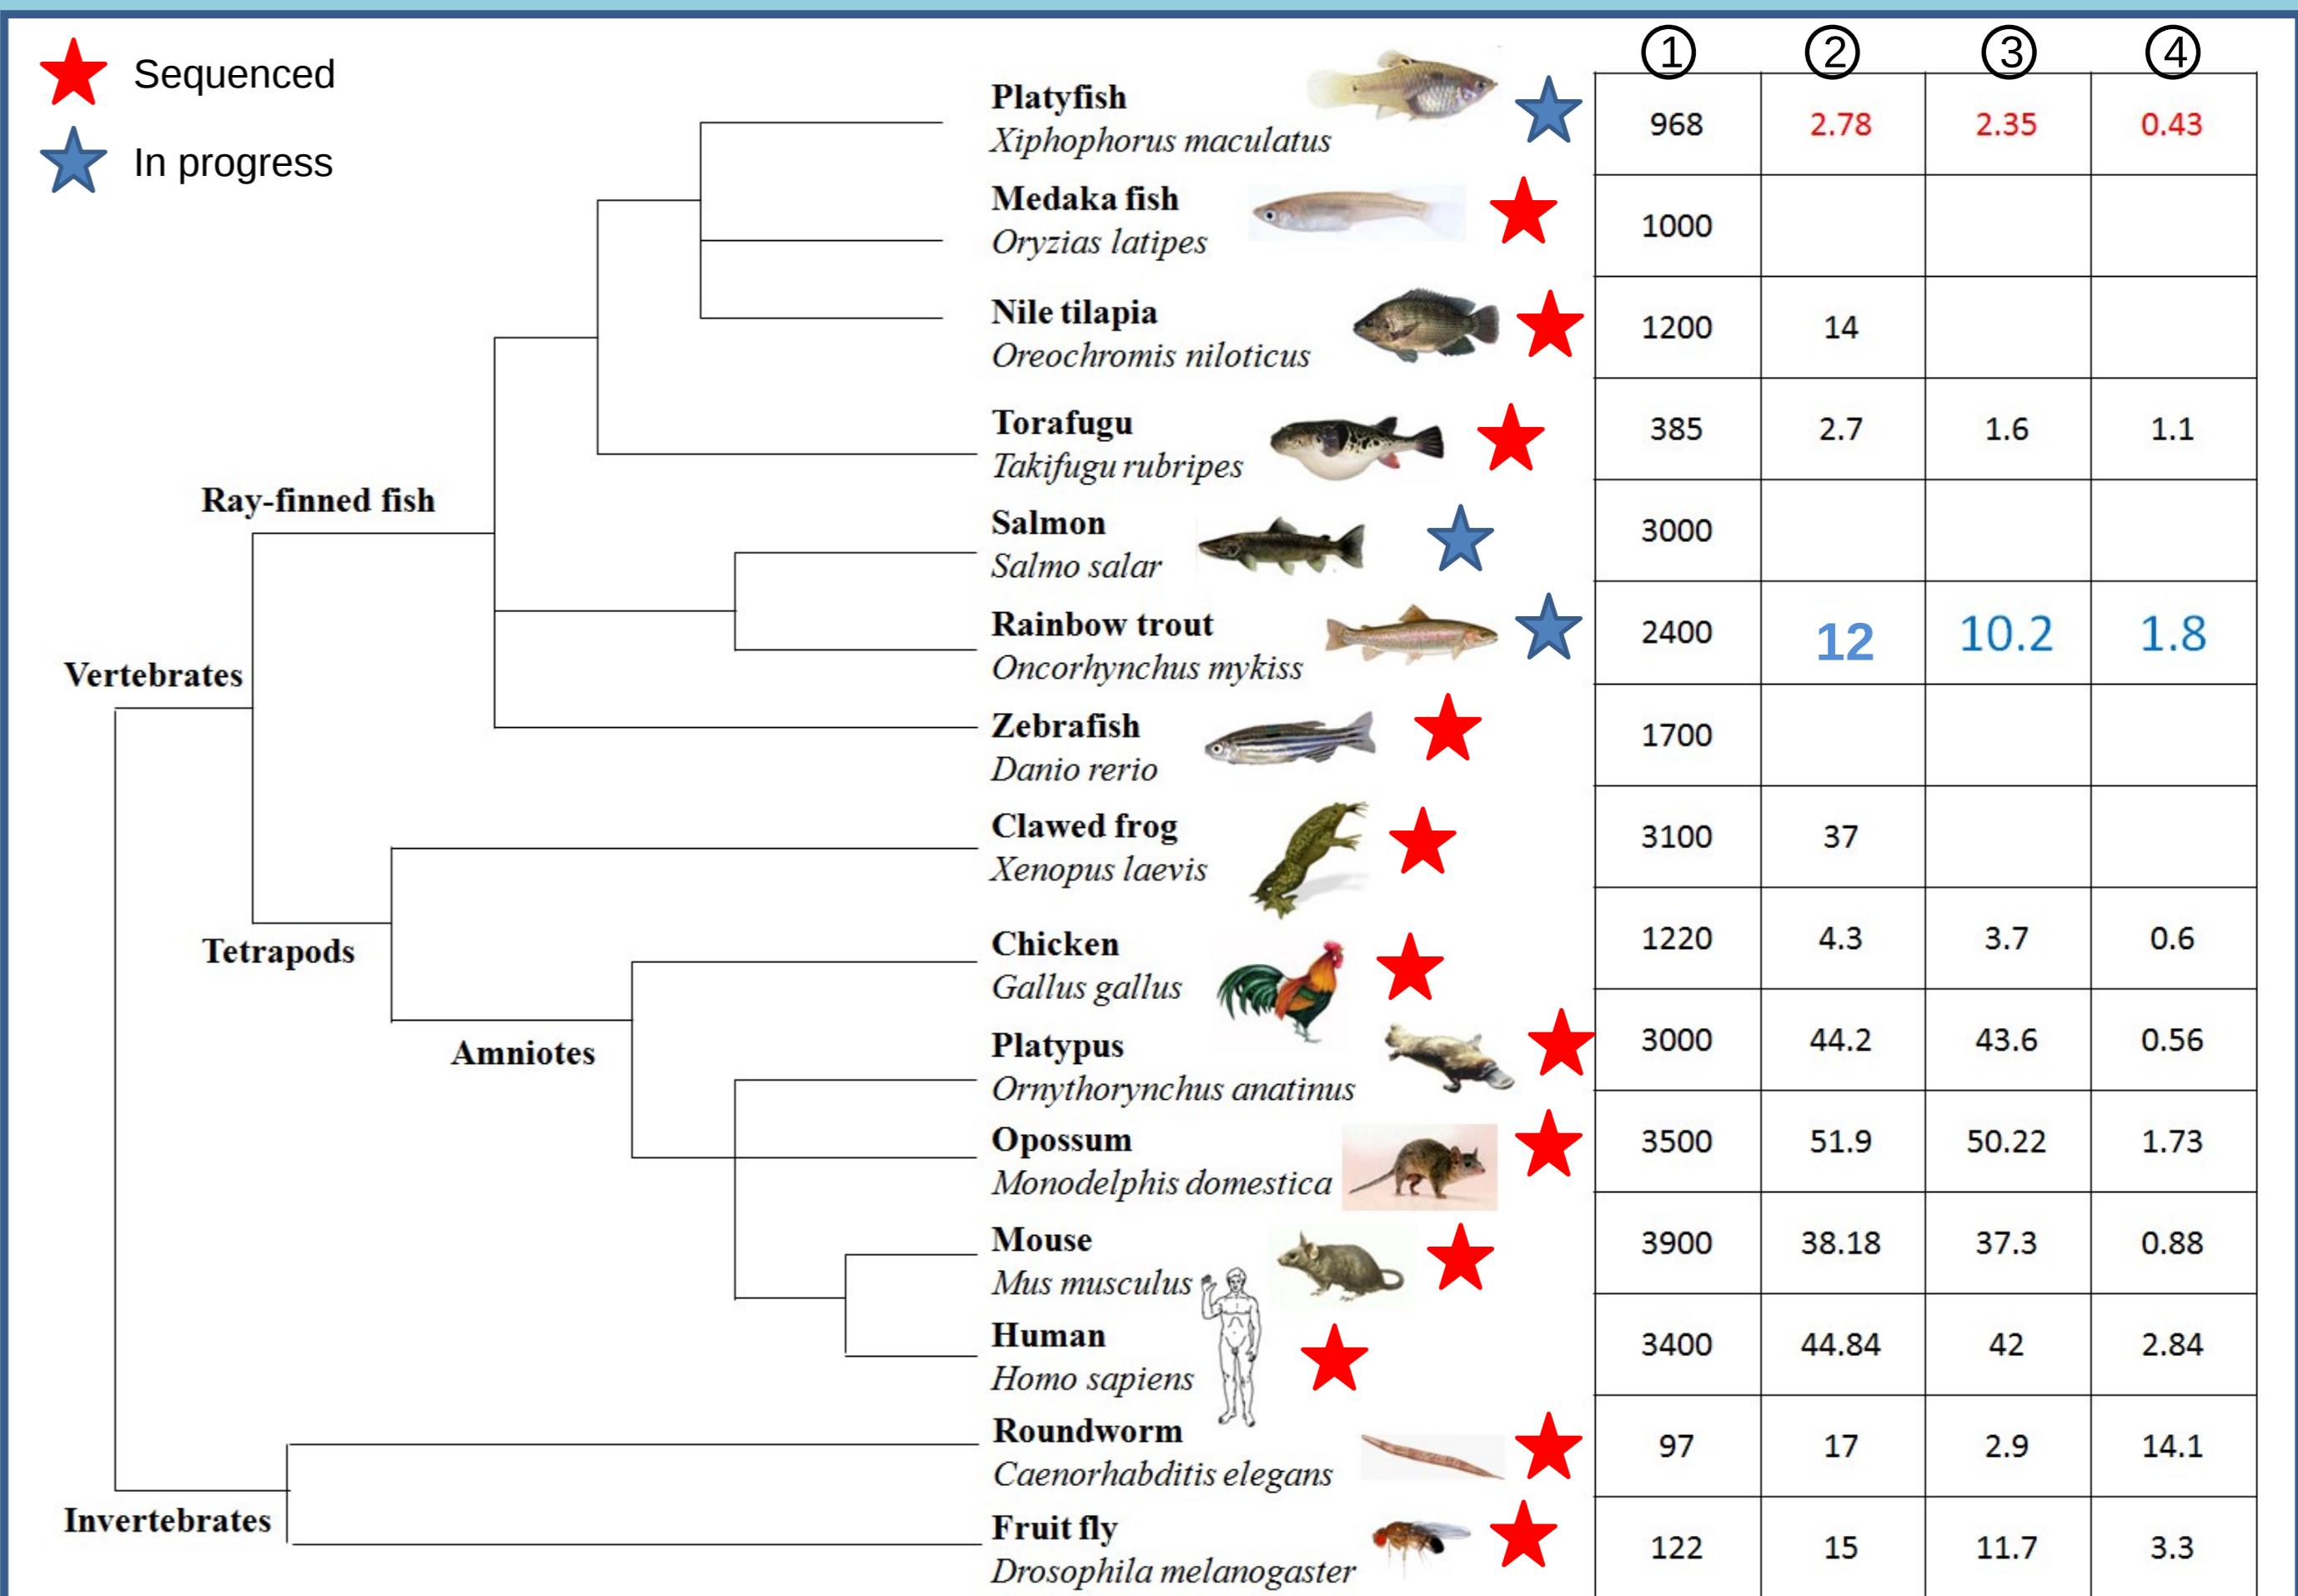 ① ② ③ ④
Sequenced
In progress
Platyfish
Xiphophorus maculatus
968 2.78 2.35 0.43
Medaka fish
Oryzias latipes
1000
Nile tilapia
Oreochromis niloticus
1200 14
Torafugu
Takifugu rubripes
385 2.7 1.6 1.1
Ray-finned fish
Salmon
Salmo salar
3000
Rainbow trout
Oncorhynchus mykiss
2400 12 10.2 1.8
Vertebrates
Zebrafish
Danio rerio
1700
Clawed frog
Xenopus laevis
3100 37
Tetrapods
Chicken
Gallus gallus
1220 4.3 3.7 0.6
Amniotes
Platypus
Ornythorynchus anatinus
3000 44.2 43.6 0.56
Opossum
Monodelphis domestica
3500 51.9 50.22 1.73
Mouse
Mus musculus
3900 38.18 37.3 0.88
Human
Homo sapiens
3400 44.84 42 2.84
Roundworm
Caenorhabditis elegans
97 17 2.9 14.1
Invertebrates
Fruit fly
Drosophila melanogaster
122 15 11.7 3.3